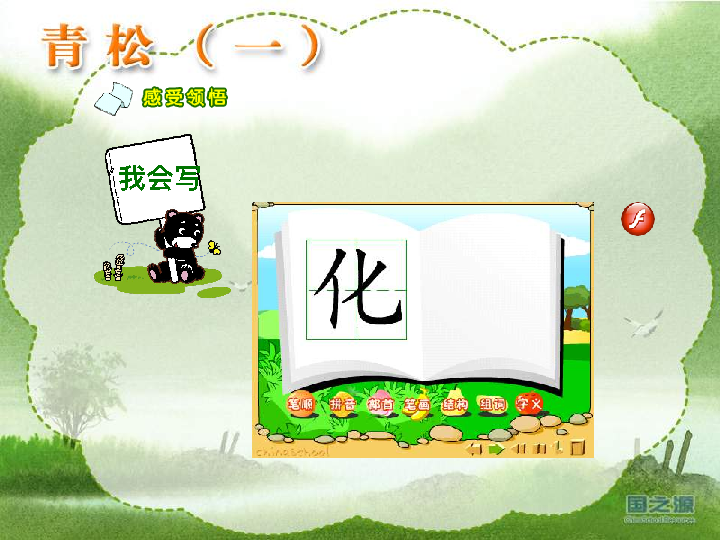 青松（一）
感受领悟
我会写
化
笔顺 拼音 部首 笔画 结构 组词 字义
chinaschool
国之源